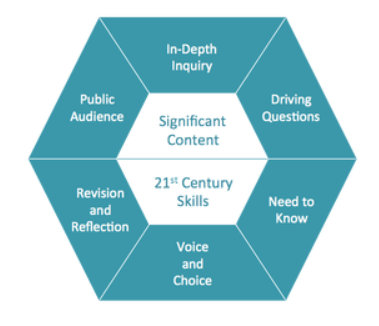 In-Depth
Inquiry
Public
Audience
Driving
Questions
Significant
Content
21st Century
Skills
Revision
and
Reflection
Need to
Know
Voice
and
Choice